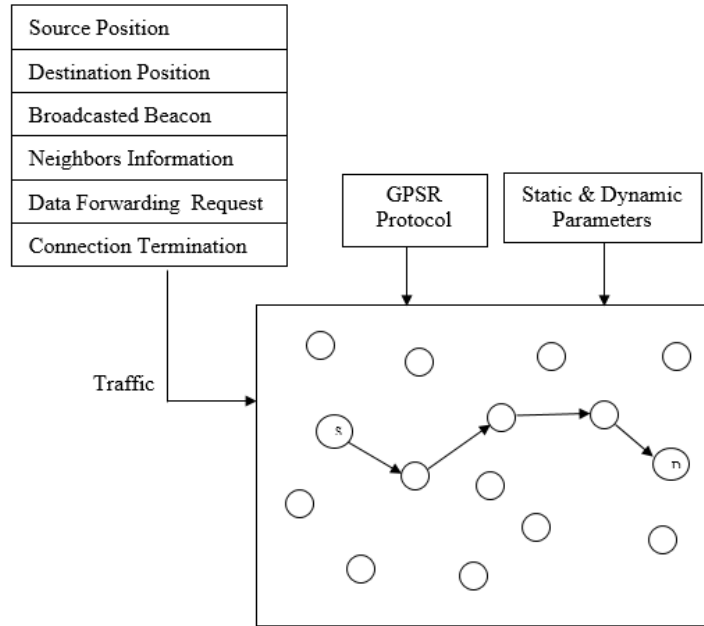 Source Position
Destination Position
Broadcasted Beacon
Neighbors Information
Data Forwarding Request
Connection Termination
GPSR
Protocol
Static & Dynamic
Parameters
Traffic